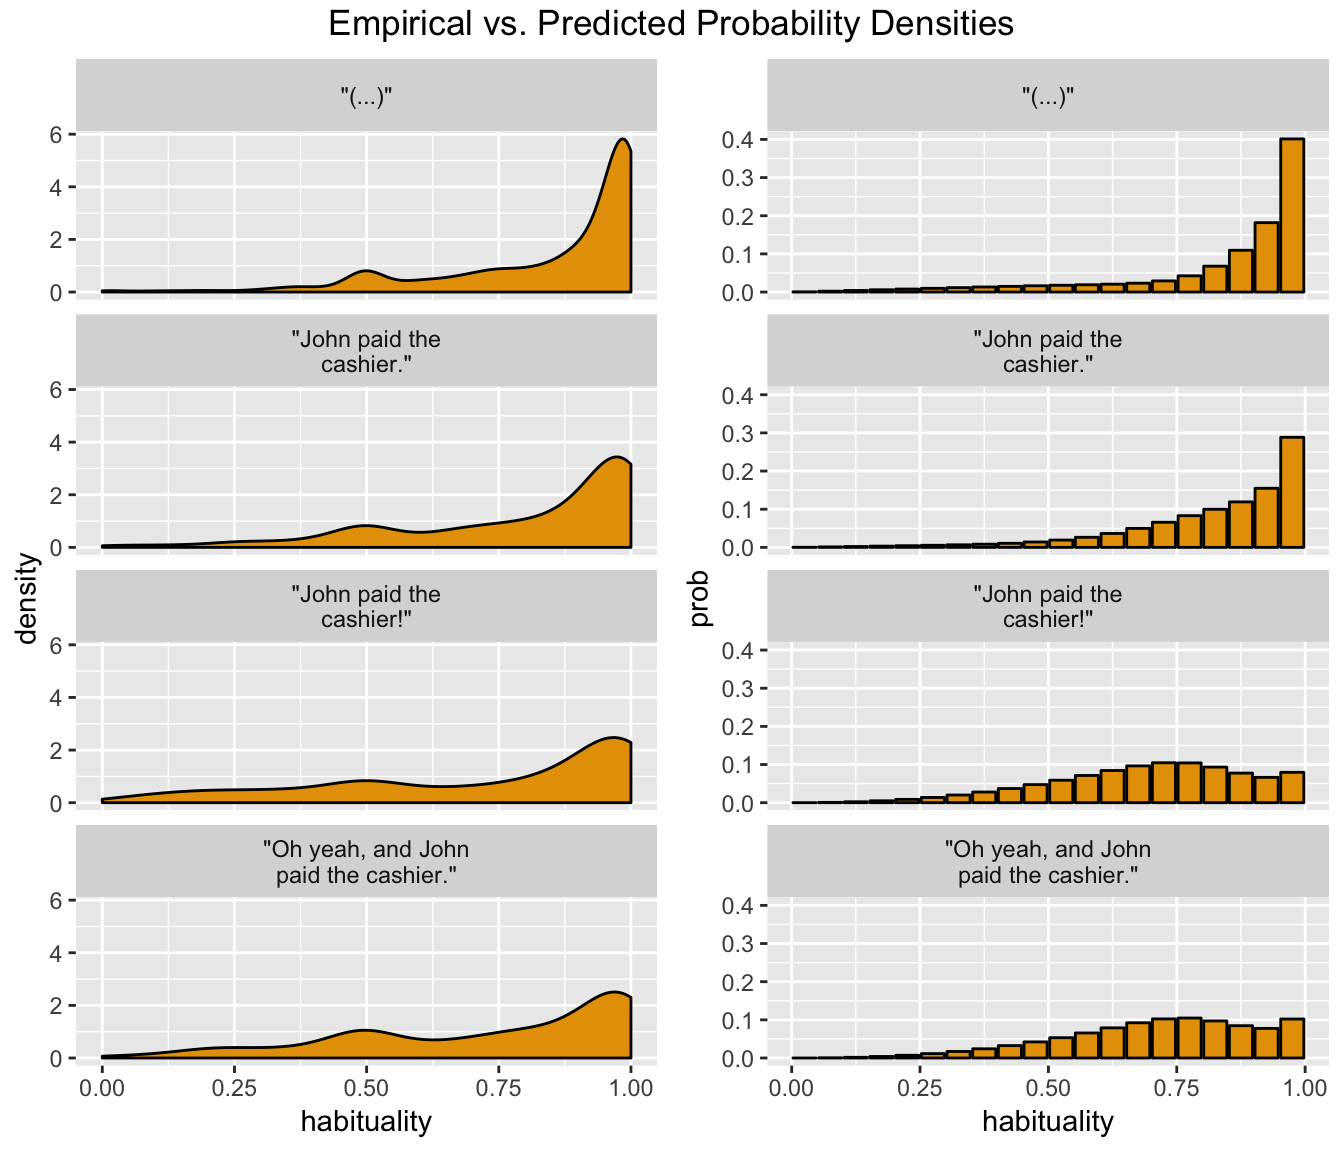 Empirical vs. Predicted Probability Densities
"(...)"
6
4
2
0
"John paid the
cashier."
6
4
2
0
"John paid the
cashier!"
6
4
2
0
"Oh yeah, and John
paid the cashier."
6
4
2
0
0.00 0.25 0.50 0.75 1.00
habituality
density
"(...)"
0.4
0.3
0.2
0.1
0.0
"John paid the
cashier."
0.4
0.3
0.2
0.1
0.0
"John paid the
cashier!"
0.4
0.3
0.2
0.1
0.0
"Oh yeah, and John
paid the cashier."
0.4
0.3
0.2
0.1
0.0
0.00 0.25 0.50 0.75 1.00
habituality
prob